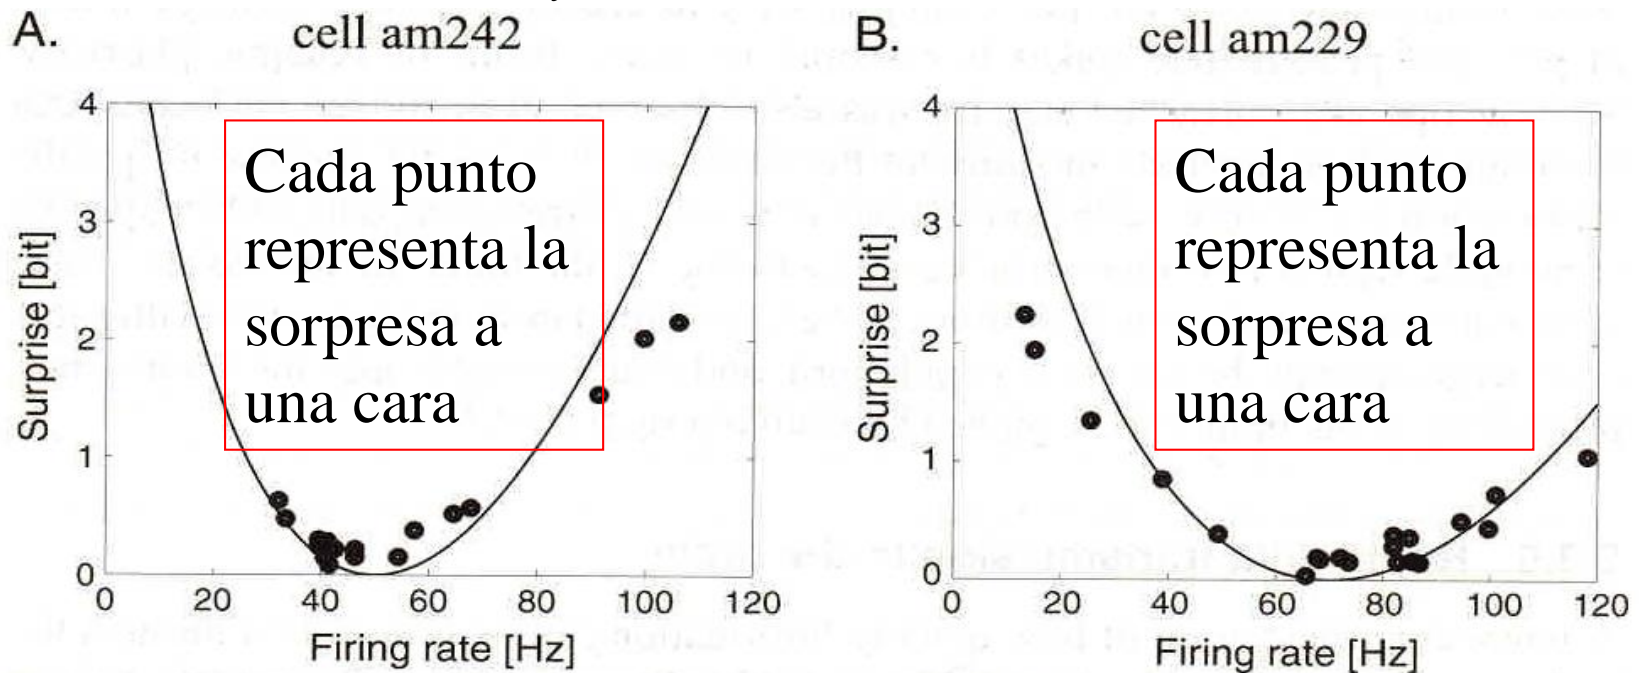 A. cell am242
4
3
2
1
0
Surprise [bit]
Cada punto
representa la
sorpresa a
una cara
0 20 40 60 80 100 120
Firing rate [Hz]
B. cell am229
4
3
2
1
0
Surprise [bit]
Cada punto
representa la
sorpresa a
una cara
0 20 40 60 80 100 120
Firing rate [Hz]